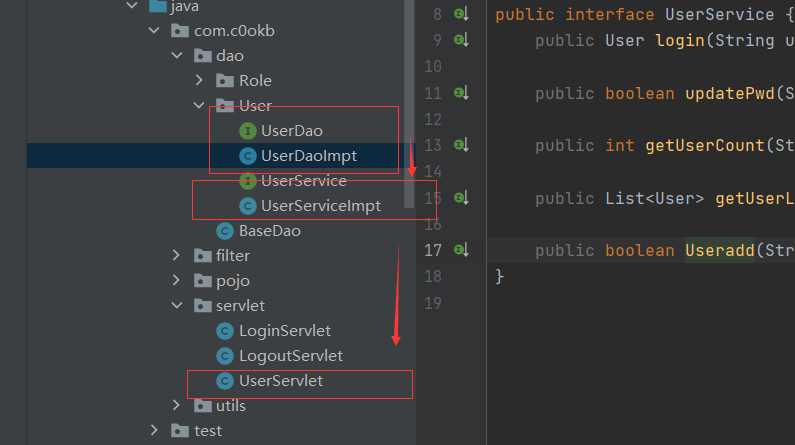 java
com.c0okb
dao
Role
User
UserDao
UserDaoImpt
UserService
UserServiceImpt
BaseDao
filter
pojo
servlet
LoginServlet
LogoutServlet
UserServlet
utils
test
8 public interface UserService {
9 public User login(String u
10
11 public boolean updatePwd(S
12
13 public int getUserCount(St
14
15 public List<User> getUserL
16
17 public boolean Useradd(Str
18 }
19